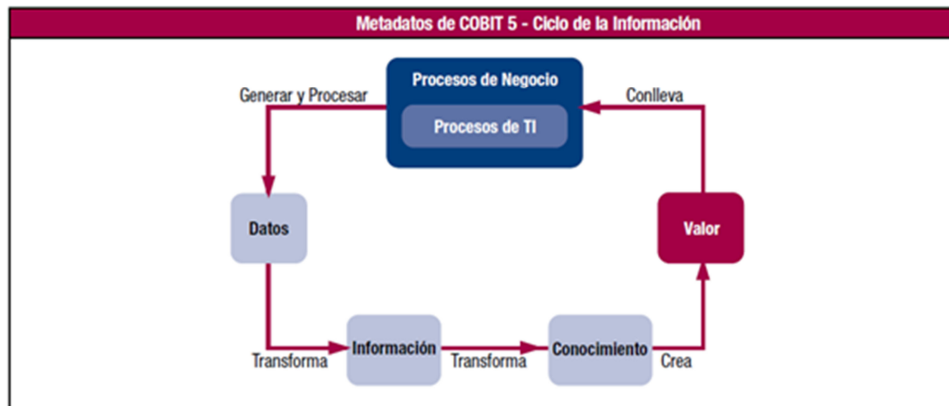 Metadatos de COBIT 5 - Ciclo de la Información
Procesos de Negocio
Generar y Procesar
Conlleva
Procesos de TI
Datos
Valor
Información
Conocimiento
Transforma
Transforma
Crea